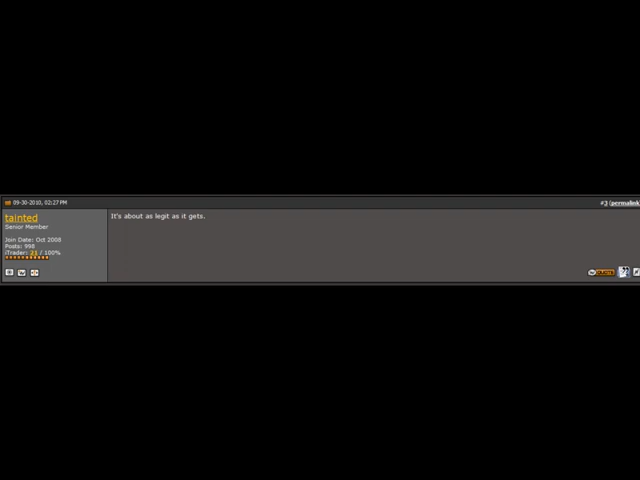 09-30-2010, 02:27 PM
#3 (permalink)
tainted
Senior Member
Join Date: Oct 2008
Posts: 998
iTrader: 21 / 100%
It's about as legit as it gets.
QUOTE